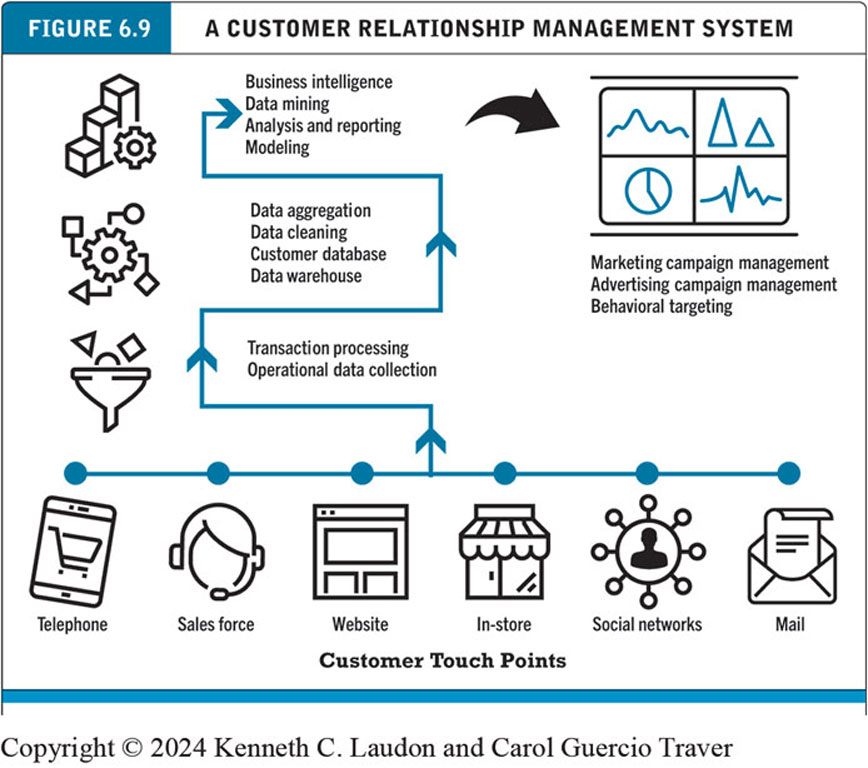 FIGURE 6.9
A CUSTOMER RELATIONSHIP MANAGEMENT SYSTEM
Business intelligence
Data mining
Analysis and reporting
Modeling
Data aggregation
Data cleaning
Customer database
Data warehouse
Transaction processing
Operational data collection
Marketing campaign management
Advertising campaign management
Behavioral targeting
Telephone
Sales force
Website
In-store
Social networks
Mail
Customer Touch Points
Copyright © 2024 Kenneth C. Laudon and Carol Guercio Traver